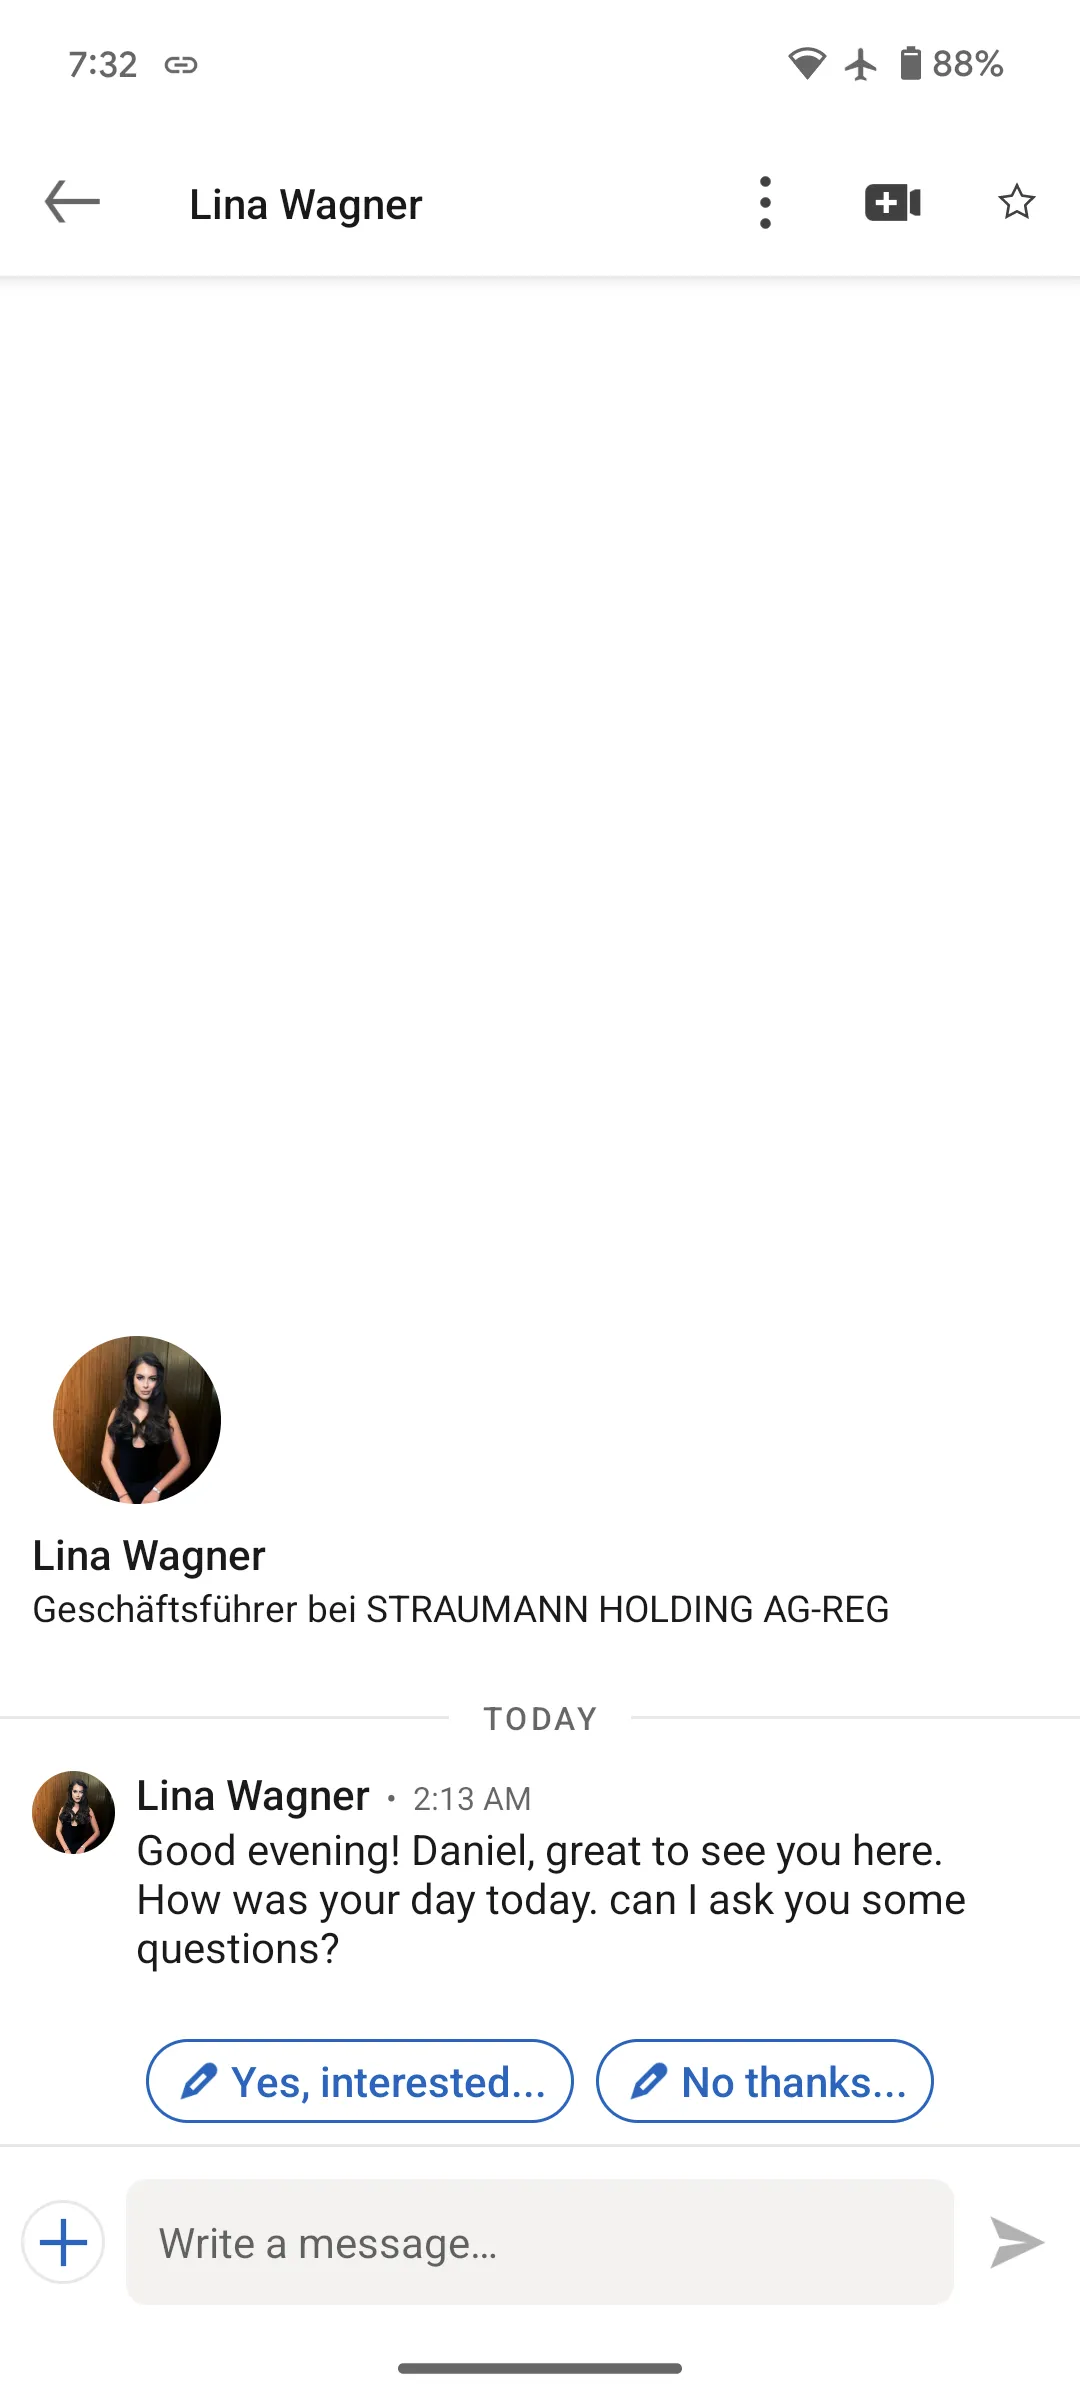 7:32
88%
Lina Wagner
Lina Wagner
Geschäftsführer bei STRAUMANN HOLDING AG-REG
TODAY
Lina Wagner • 2:13 AM
Good evening! Daniel, great to see you here.
How was your day today. can I ask you some
questions?
Yes, interested...
No thanks...
Write a message...